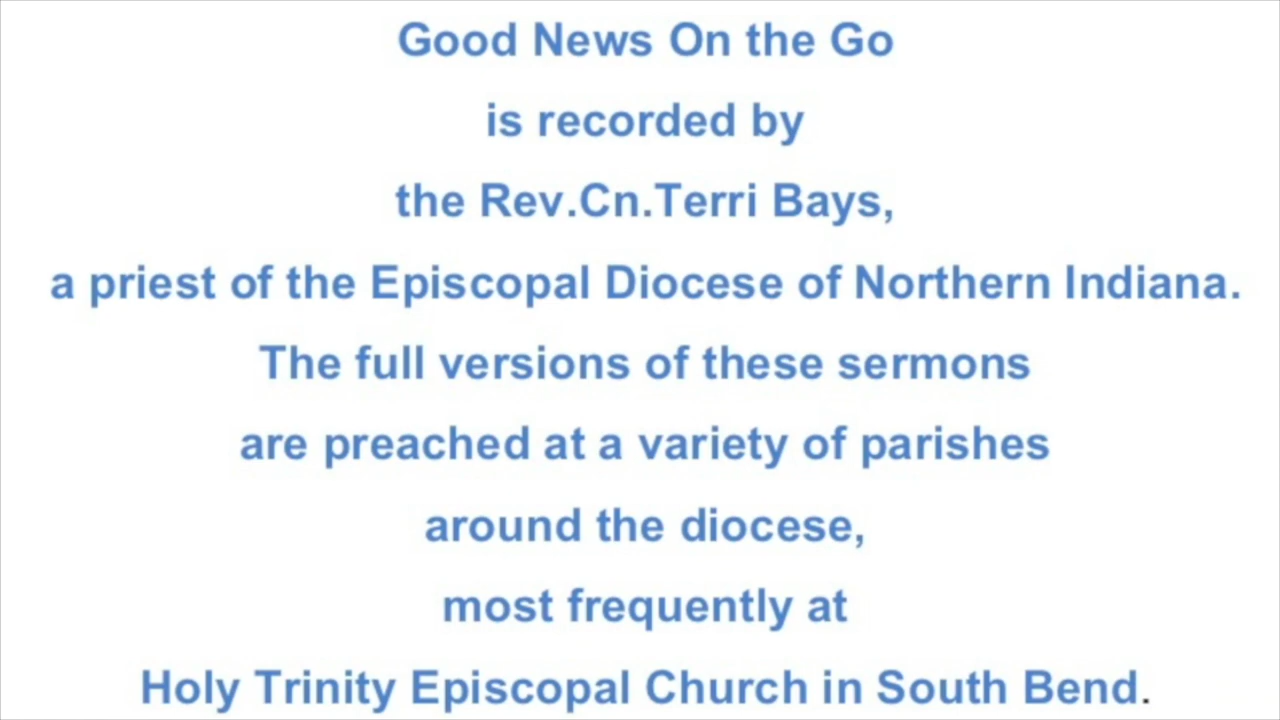 Good News On the Go
is recorded by
the Rev.Cn.Terri Bays,
a priest of the Episcopal Diocese of Northern Indiana.
The full versions of these sermons
are preached at a variety of parishes
around the diocese,
most frequently at
Holy Trinity Episcopal Church in South Bend.